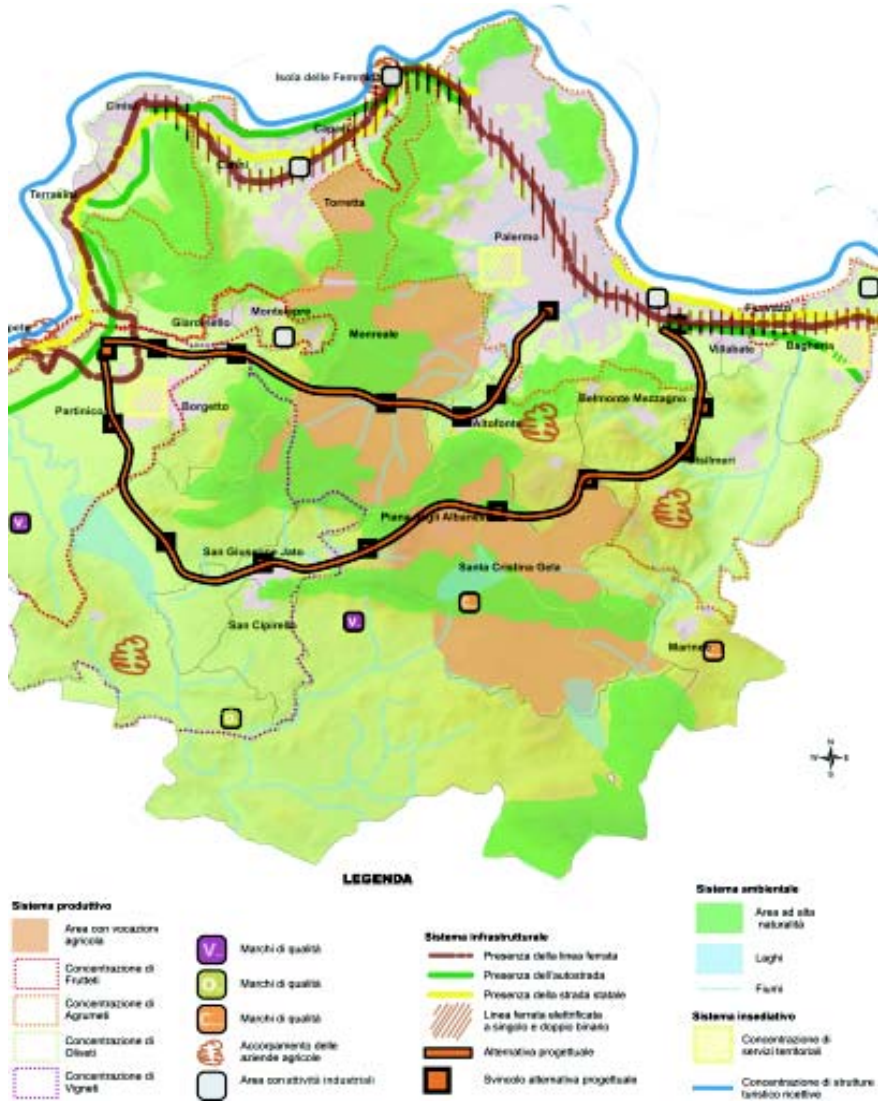 Isola delle Femmine
Cinisi
Capaci
Carini
Terrasini
Torretta
Palermo
Ficarazzi
Montelepre
Giardinello
Monreale
Villabate
Bagheria
Partinico
Borgetto
Belmonte Mezzagno
Altofonte
Misilmeri
V.
Piana degli Albanesi
San Giuseppe Jato
Santa Cristina Gela
San Cipirello
V.
Marineo
O.
N
W E
S
LEGENDA
Sistema produttivo
Area con vocazioni
agricola
Concentrazione di
Frutteti
Concentrazione di
Agrumeti
Concentrazione di
Oliveti
Concentrazione di
Vigneti
V. Marchi di qualità
O. Marchi di qualità
Marchi di qualità
Accorpamento delle
aziende agricole
Area con attività industriali
Sistema infrastrutturale
Presenza della linea ferrata
Presenza dell'autostrada
Presenza della strada statale
Linea ferrata elettrificata
a singolo e doppio binario
Alternativa progettuale
Svincolo alternativa progettuale
Sistema ambientale
Area ad alta
naturalità
Laghi
Fiumi
Sistema insediativo
Concentrazione di
servizi territoriali
Concentrazione di strutture
turistico ricettive